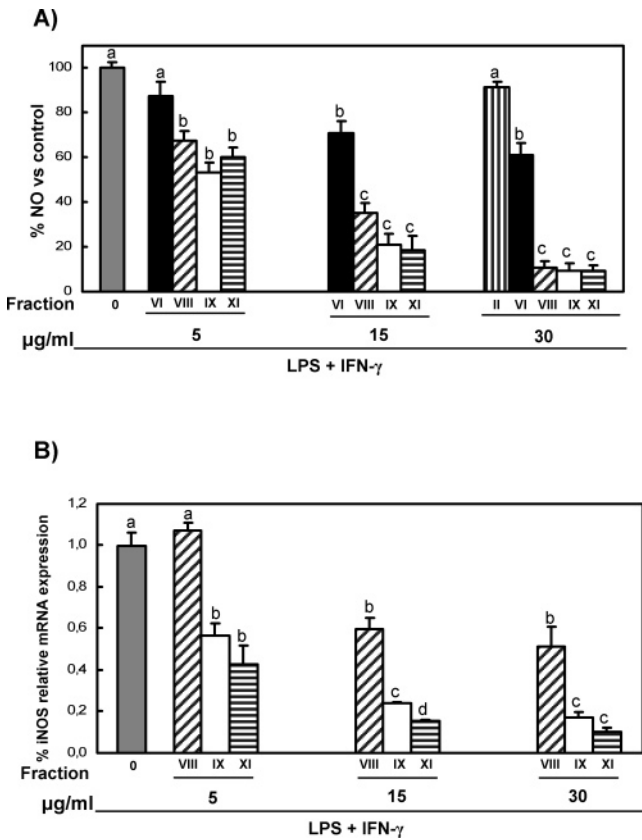 A)
% NO vs control
100
80
60
40
20
0
a
a
b
b
b
b
c
c
c
a
b
c
c
c
Fraction 0 VI VIII IX XI VI VIII IX XI II VI VIII IX XI
µg/ml 5 15 30
LPS + IFN-γ
B)
% iNOS relative mRNA expression
1,2
1,0
0,8
0,6
0,4
0,2
0,0
a
a
b
b
b
c
d
b
c
c
Fraction 0 VIII IX XI VIII IX XI VIII IX XI
µg/ml 5 15 30
LPS + IFN-γ